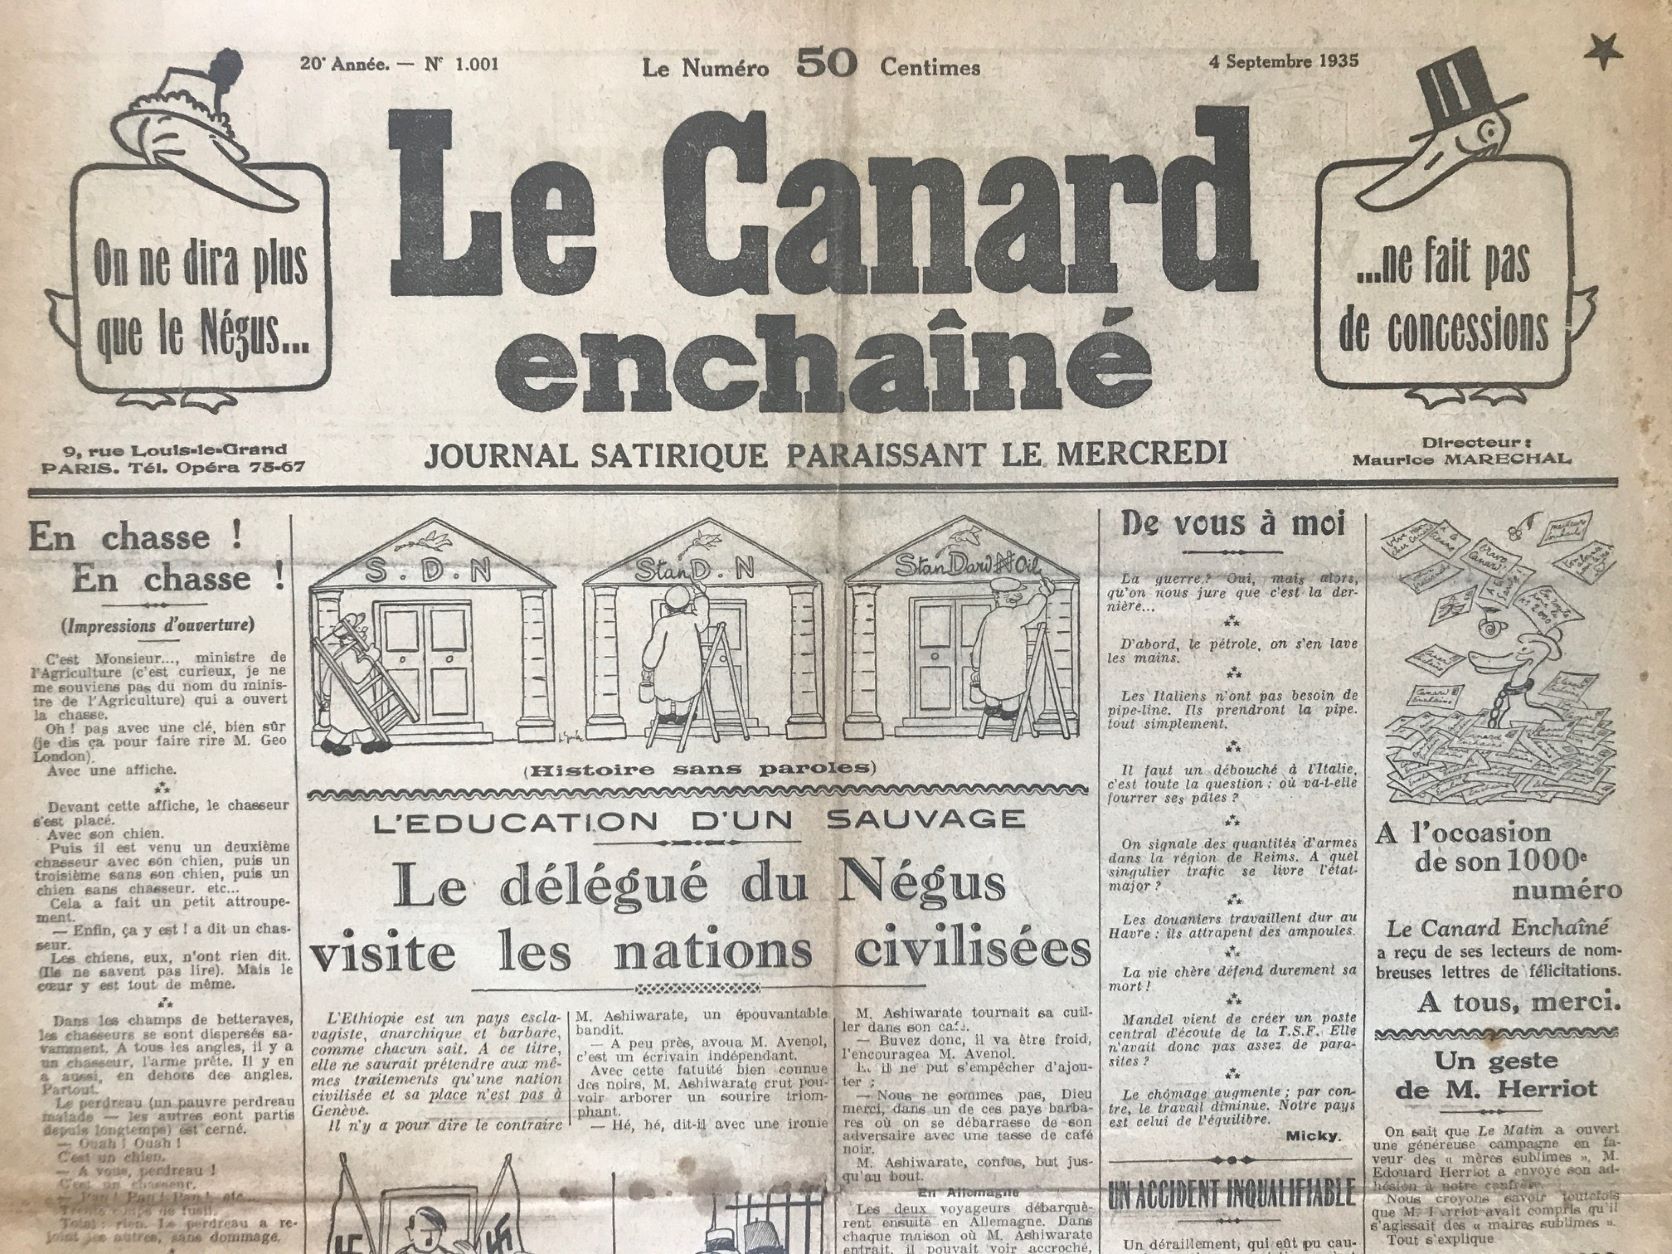 20e Année. — No 1.001
Le Numéro 50 Centimes
4 Septembre 1935
On ne dira plus
que le Négus...
Le Canard
enchaîné
...ne fait pas
de concessions
9, rue Louis-le-Grand
PARIS. Tél. Opéra 75-67
JOURNAL SATIRIQUE PARAISSANT LE MERCREDI
Directeur :
Maurice MARECHAL
En chasse !
En chasse !
(Impressions d'ouverture)
C'est Monsieur..., ministre de
l'Agriculture (c'est curieux, je ne
me souviens pas du nom du minis-
tre de l'Agriculture) qui a ouvert
la chasse.
Oh ! pas avec une clé, bien sûr
(je dis ça pour faire rire M. Geo
London).
Avec une affiche.
Devant cette affiche, le chasseur
s'est placé.
Avec son chien.
Puis il est venu un deuxième
chasseur avec son chien, puis un
troisième sans son chien, puis un
chien sans chasseur. etc...
Cela a fait un petit attroupe-
ment.
— Enfin, ça y est ! a dit un chas-
seur.
Les chiens, eux, n'ont rien dit.
(Ils ne savent pas lire). Mais le
cœur y est tout de même.
Dans les champs de betteraves,
les chasseurs se sont dispersés sa-
vamment. A tous les angles, il y a
un chasseur, l'arme prête. Il y en
a aussi, en dehors des angles.
Partout.
Le perdreau (un pauvre perdreau
malade — les autres sont partis
depuis longtemps) est cerné.
— Ouah ! Ouah !
C'est un chien.
— A vous, perdreau !
C'est un chasseur.
— Pan ! Pan ! Pan ! etc...
Trente coups de fusil.
Total : rien. Le perdreau a re-
joint les autres, sans dommage.
S. D. N
StanD. N
StanDard Oil
(Histoire sans paroles)
L'EDUCATION D'UN SAUVAGE
Le délégué du Négus
visite les nations civilisées
L'Ethiopie est un pays escla-
vagiste, anarchique et barbare,
comme chacun sait. A ce titre,
elle ne saurait prétendre aux mê-
mes traitements qu'une nation
civilisée et sa place n'est pas à
Genève.
Il n'y a pour dire le contraire
M. Ashiwarate, un épouvantable
bandit.
— A peu près, avoua M. Avenol,
c'est un écrivain indépendant.
Avec cette fatuité bien connue
des noirs, M. Ashiwarate crut pou-
voir arborer un sourire triom-
phant.
— Hé, hé, dit-il avec une ironie
M. Ashiwarate tournait sa cuil-
ler dans son café.
— Buvez donc, il va être froid,
l'encouragea M. Avenol.
Et il ne put s'empêcher d'ajou-
ter :
— Nous ne sommes pas, Dieu
merci, dans un de ces pays barba-
res où on se débarrasse de son
adversaire avec une tasse de café
noir.
M. Ashiwarate, confus, but jus-
qu'au bout.
En Allemagne
Les deux voyageurs débarquè-
rent ensuite en Allemagne. Dans
chaque maison où M. Ashiwarate
entrait, il pouvait voir accroché,
De vous à moi
La guerre ? Oui, mais alors,
qu'on nous jure que c'est la der-
nière...
D'abord, le pétrole, on s'en lave
les mains.
Les Italiens n'ont pas besoin de
pipe-line. Ils prendront la pipe.
tout simplement.
Il faut un débouché à l'Italie,
c'est toute la question : où va-t-elle
fourrer ses pâtes ?
On signale des quantités d'armes
dans la région de Reims. A quel
singulier trafic se livre l'état-
major ?
Les douaniers travaillent dur au
Havre : ils attrapent des ampoules.
La vie chère défend durement sa
mort !
Mandel vient de créer un poste
central d'écoute de la T.S.F. Elle
n'avait donc pas assez de para-
sites ?
Le chômage augmente ; par con-
tre, le travail diminue. Notre pays
est celui de l'équilibre.
Micky.
UN ACCIDENT INQUALIFIABLE
Un déraillement, qui eût pu cau-
A l'occasion
de son 1000e
numéro
Le Canard Enchaîné
a reçu de ses lecteurs de nom-
breuses lettres de félicitations.
A tous, merci.
Un geste
de M. Herriot
On sait que Le Matin a ouvert
une généreuse campagne en fa-
veur des « mères sublimes ». M.
Edouard Herriot a envoyé son ad-
hésion à notre confrère.
Nous croyons savoir toutefois
que M. Herriot avait compris qu'il
s'agissait des « maires sublimes ».
Tout s'explique